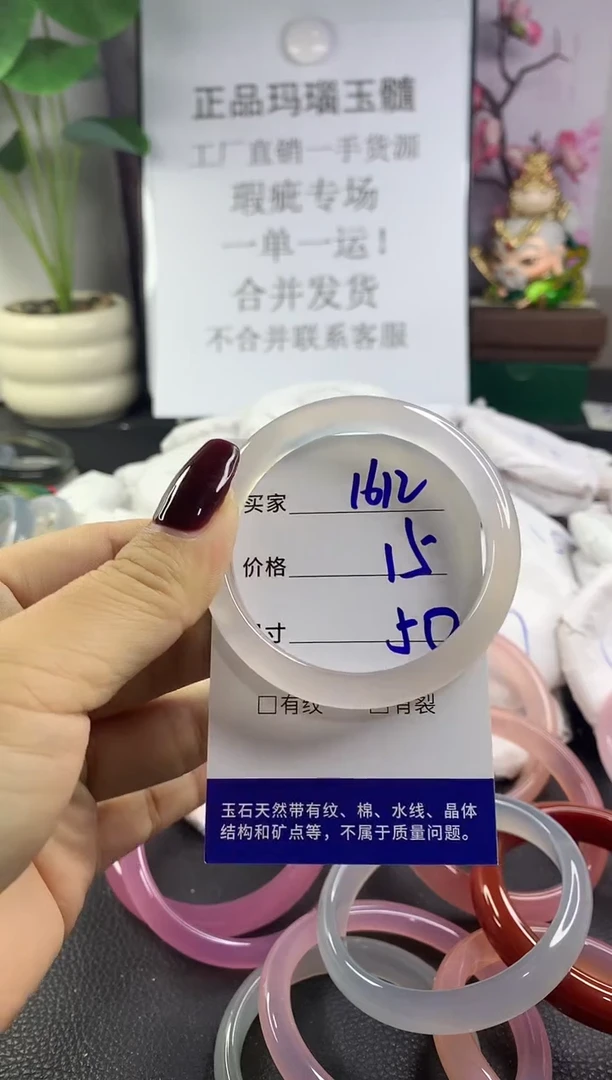 正品玛瑙玉髓
工厂直销一手货源
瑕疵专场
一单一运！
合并发货
不合并联系客服
买家 1612
价格 15
寸 50
□有纹 □有裂
玉石天然带有纹、棉、水线、晶体
结构和矿点等，不属于质量问题。